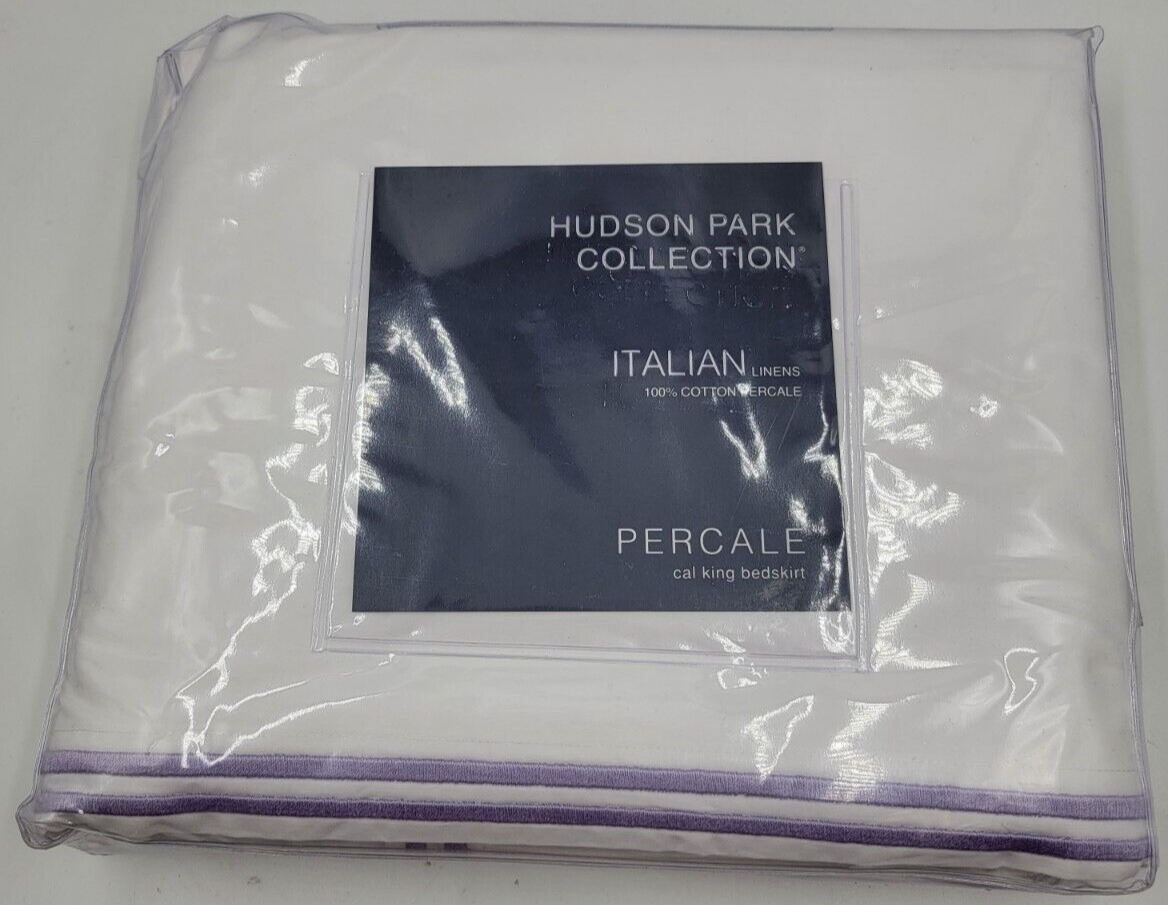 HUDSON PARK
COLLECTION®
ITALIAN LINENS
100% COTTON PERCALE
PERCALE
cal king bedskirt